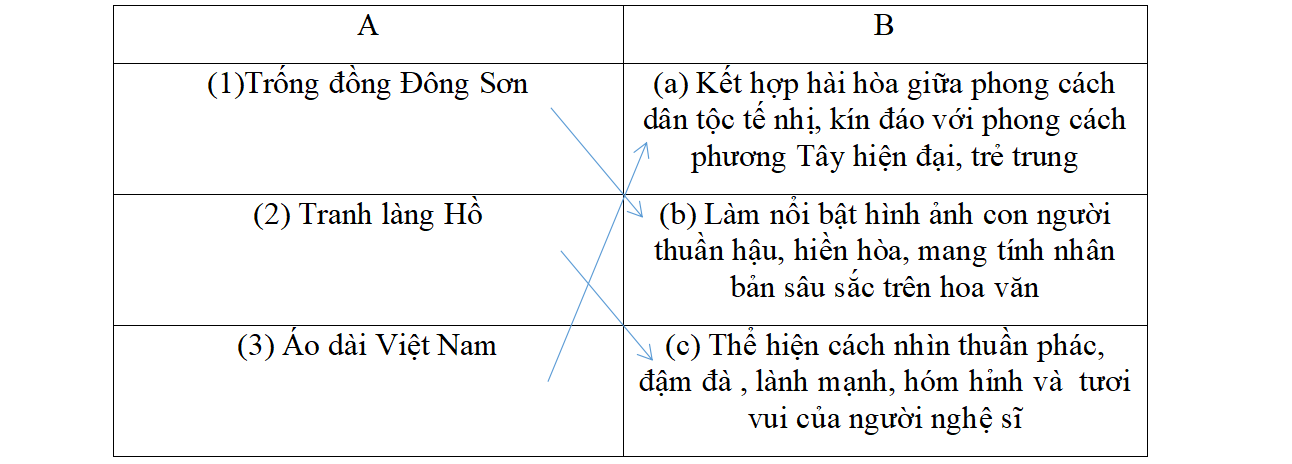 A
B
(1)Trống đồng Đông Sơn
(a) Kết hợp hài hòa giữa phong cách
dân tộc tế nhị, kín đáo với phong cách
phương Tây hiện đại, trẻ trung
(2) Tranh làng Hồ
(b) Làm nổi bật hình ảnh con người
thuần hậu, hiền hòa, mang tính nhân
bản sâu sắc trên hoa văn
(3) Áo dài Việt Nam
(c) Thể hiện cách nhìn thuần phác,
đậm đà , lành mạnh, hóm hỉnh và tươi
vui của người nghệ sĩ